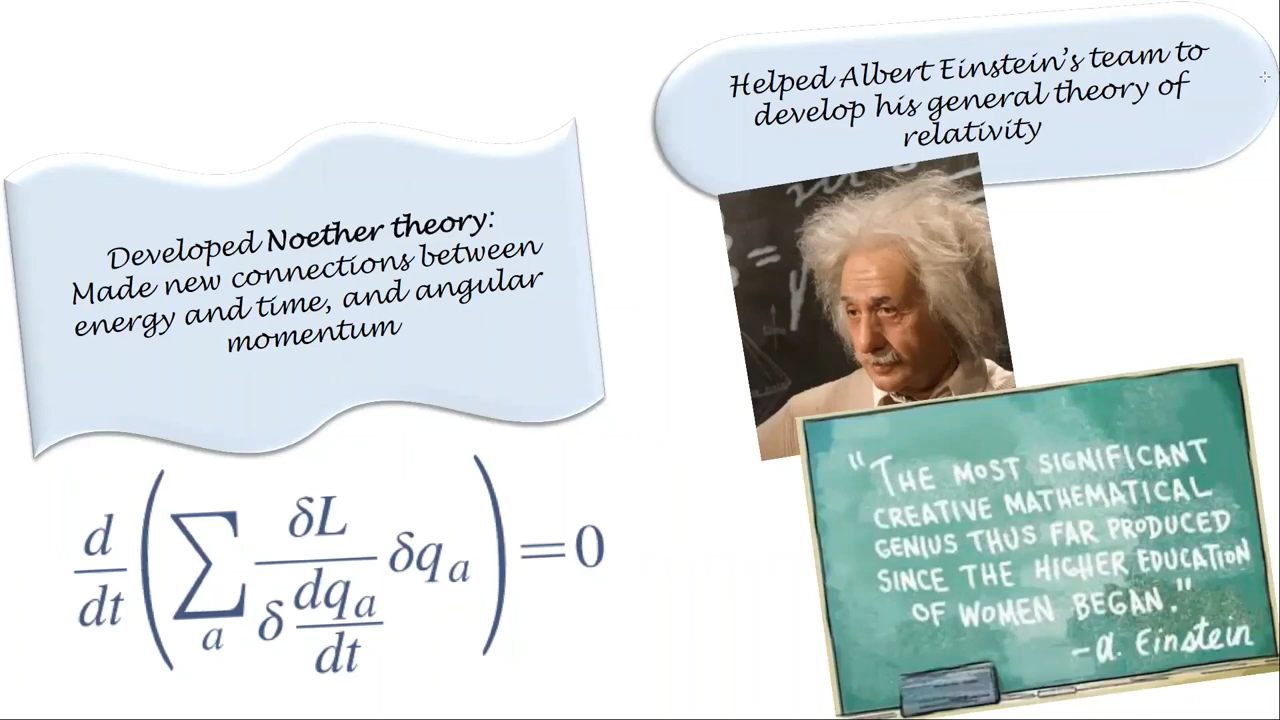 Helped Albert Einstein's team to
develop his general theory of
relativity
Developed Noether theory:
Made new connections between
energy and time, and angular
momentum
d/dt ( ∑_a δL / (δ dq_a/dt) δq_a ) = 0
"THE MOST SIGNIFICANT
CREATIVE MATHEMATICAL
GENIUS THUS FAR PRODUCED
SINCE THE HIGHER EDUCATION
OF WOMEN BEGAN."
-a. Einstein